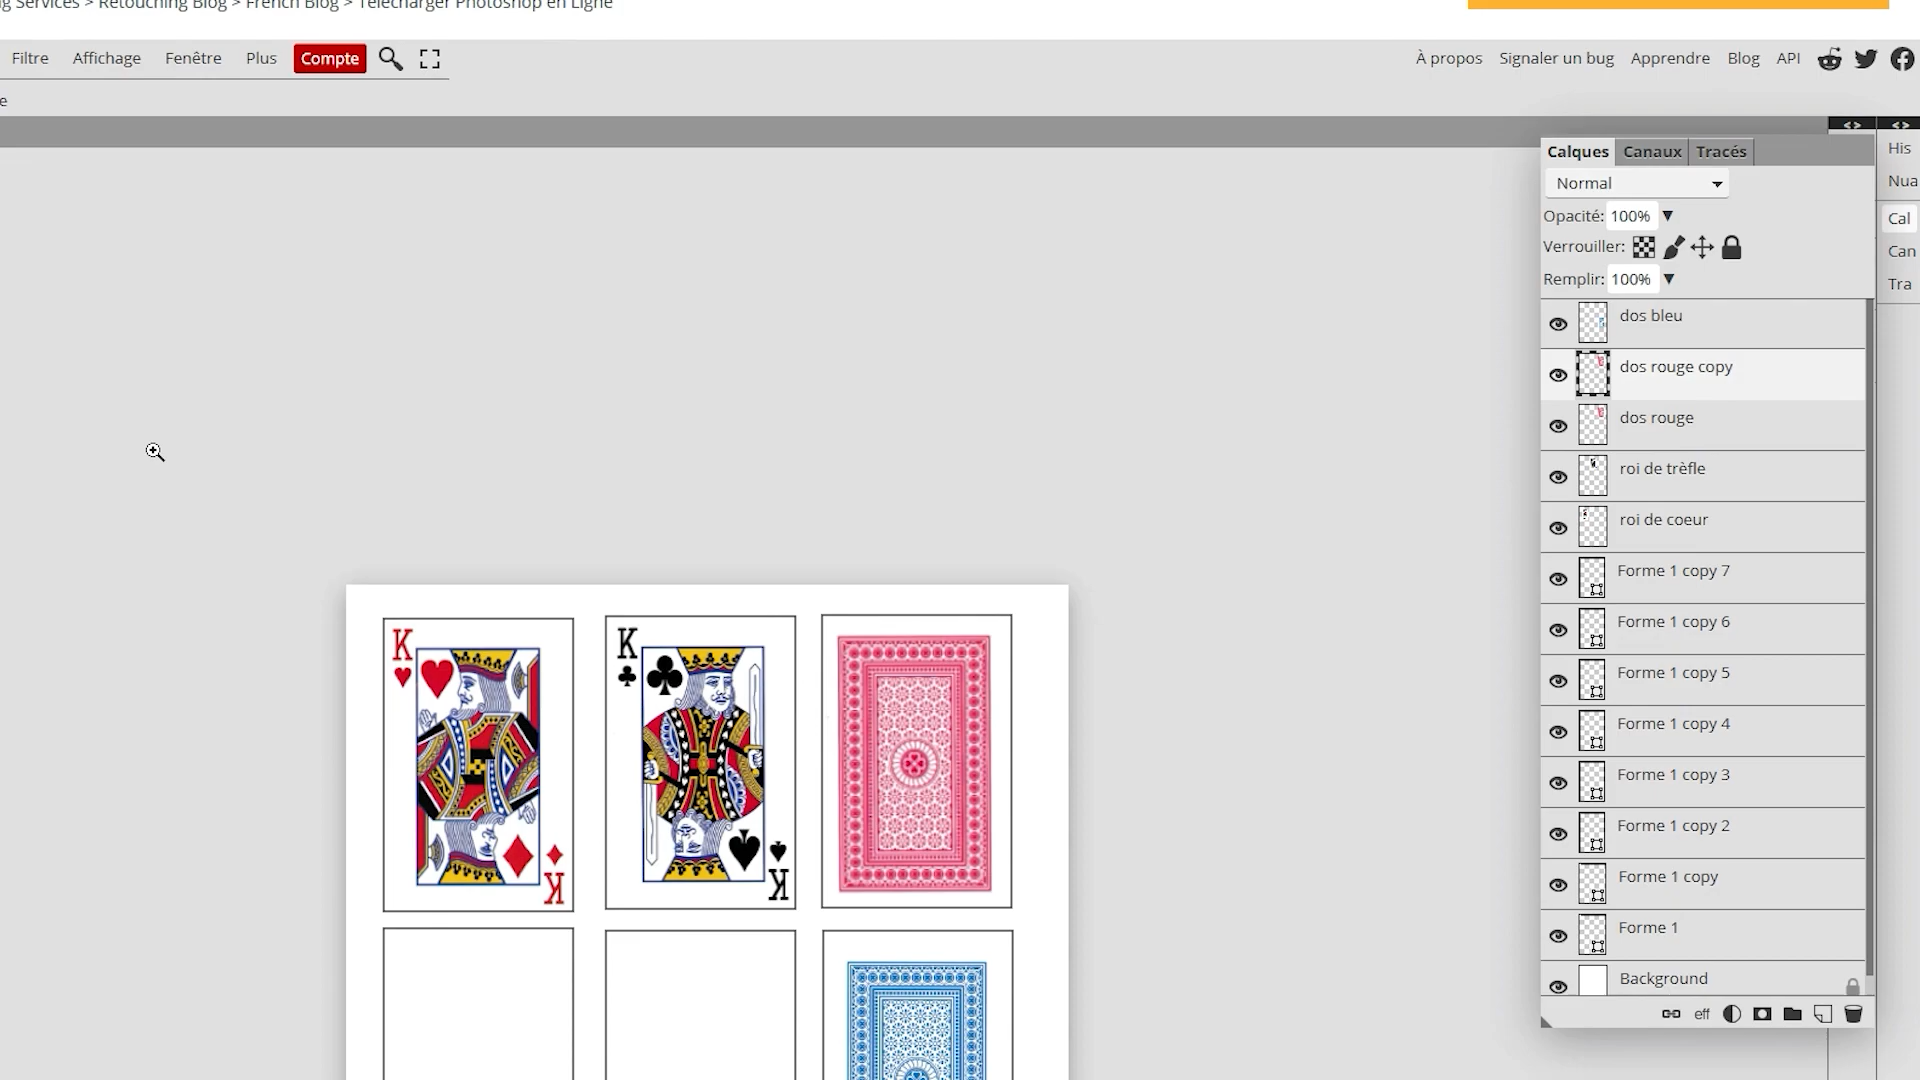 g Services > Retouching Blog > French Blog > Télécharger Photoshop en Ligne
Filtre Affichage Fenêtre Plus Compte
À propos Signaler un bug Apprendre Blog API
e
<> <>
Calques Canaux Tracés
His
Normal
Nua
Opacité: 100%
Cal
Verrouiller:
Can
Remplir: 100%
Tra
dos bleu
dos rouge copy
dos rouge
roi de trèfle
roi de coeur
Forme 1 copy 7
Forme 1 copy 6
Forme 1 copy 5
Forme 1 copy 4
Forme 1 copy 3
Forme 1 copy 2
Forme 1 copy
Forme 1
Background
eff
K
K
K
K